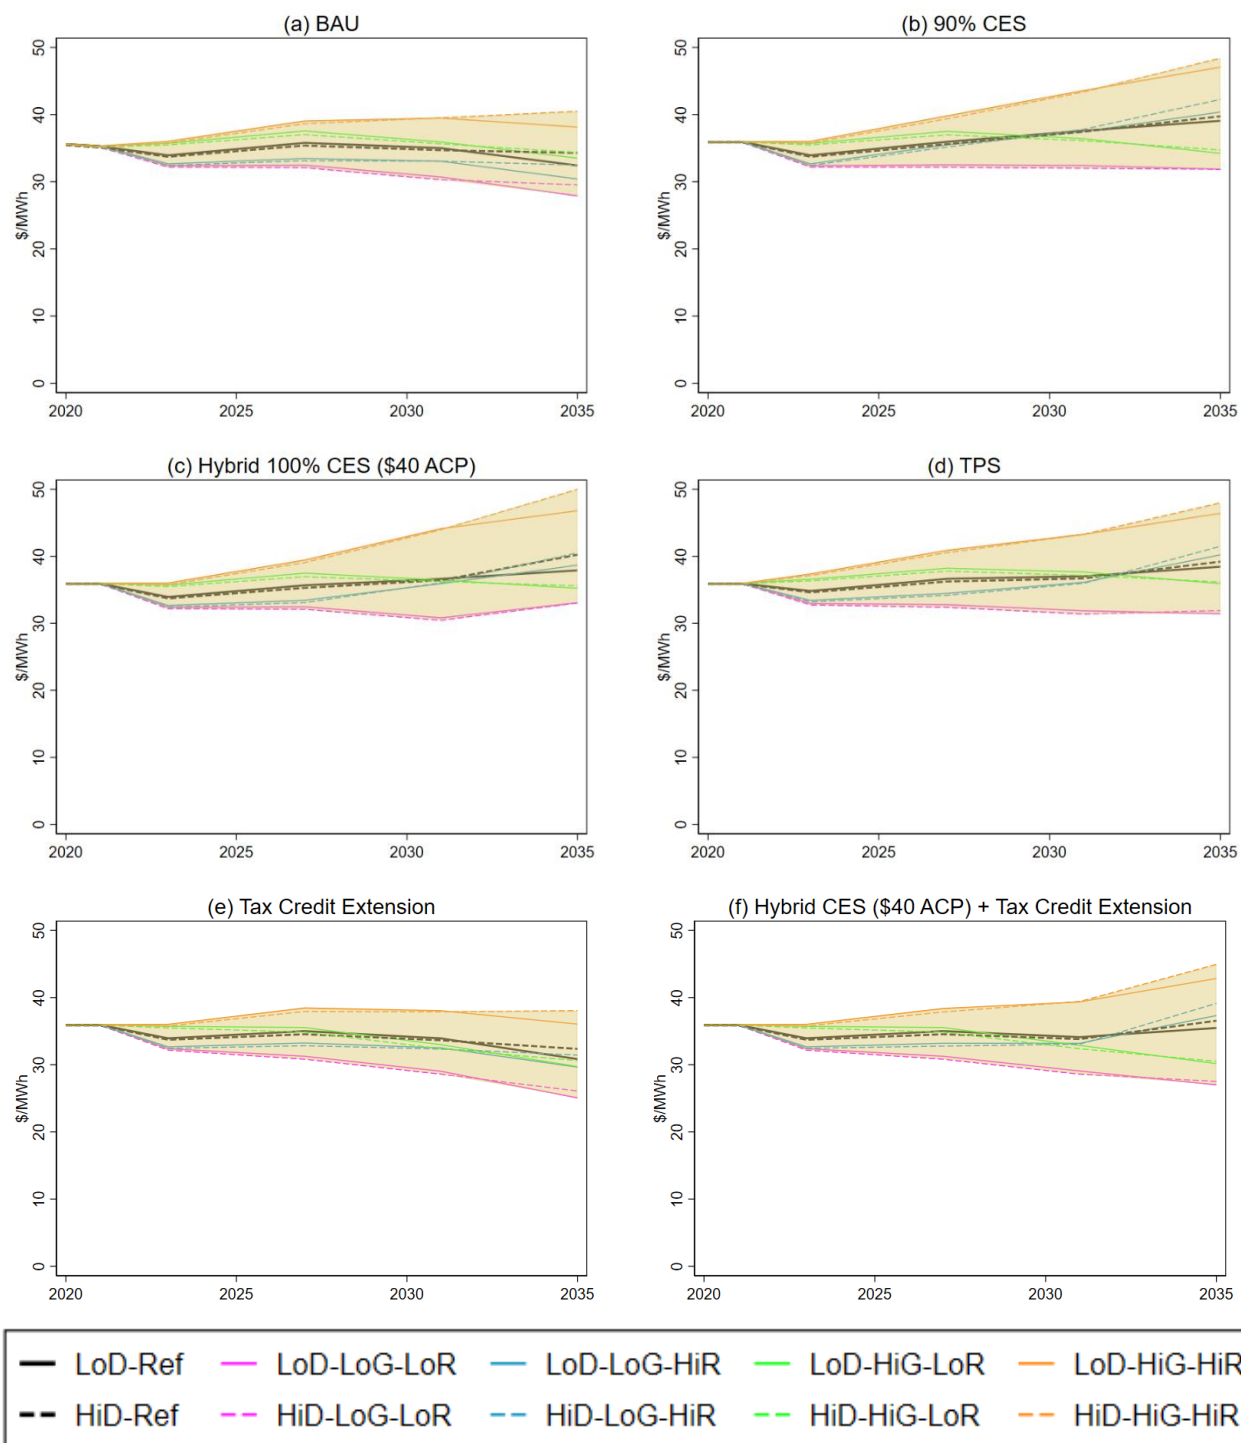 (a) BAU
(b) 90% CES
50
40
30
20
10
0
$/MWh
2020 2025 2030 2035
50
40
30
20
10
0
$/MWh
2020 2025 2030 2035
(c) Hybrid 100% CES ($40 ACP)
(d) TPS
50
40
30
20
10
0
$/MWh
2020 2025 2030 2035
50
40
30
20
10
0
$/MWh
2020 2025 2030 2035
(e) Tax Credit Extension
(f) Hybrid CES ($40 ACP) + Tax Credit Extension
50
40
30
20
10
0
$/MWh
2020 2025 2030 2035
50
40
30
20
10
0
$/MWh
2020 2025 2030 2035
LoD-Ref LoD-LoG-LoR LoD-LoG-HiR LoD-HiG-LoR LoD-HiG-HiR
HiD-Ref HiD-LoG-LoR HiD-LoG-HiR HiD-HiG-LoR HiD-HiG-HiR